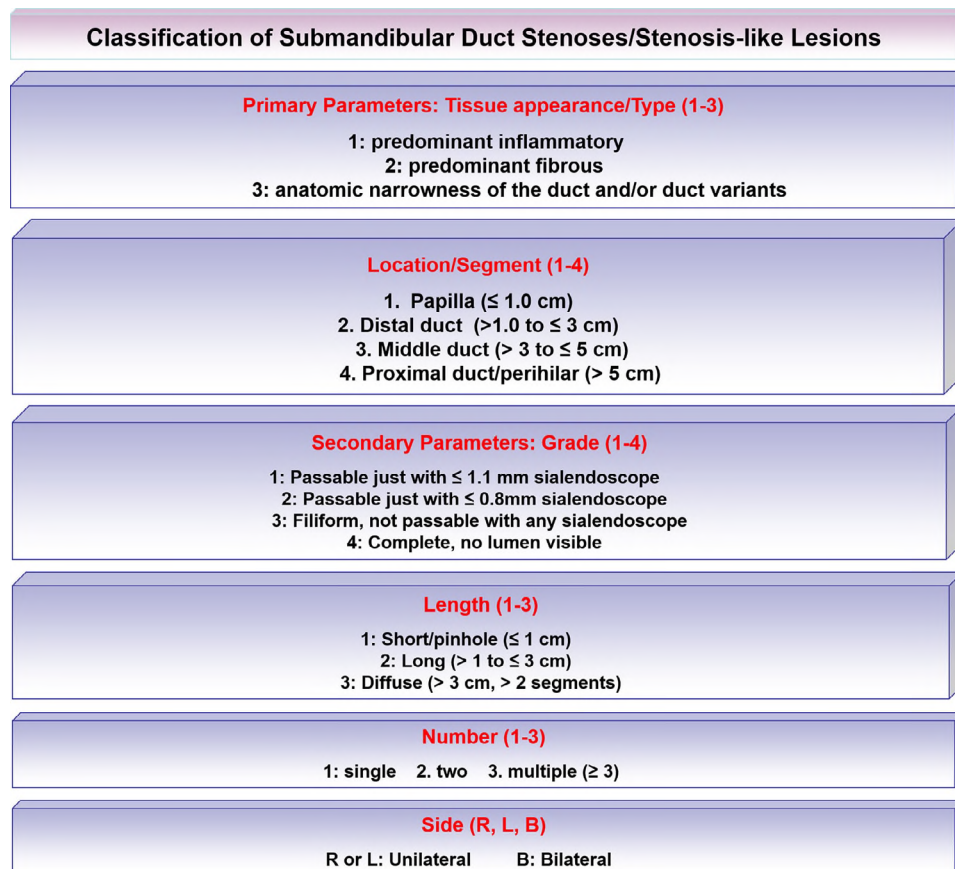 Classification of Submandibular Duct Stenoses/Stenosis-like Lesions
Primary Parameters: Tissue appearance/Type (1-3)
1: predominant inflammatory
2: predominant fibrous
3: anatomic narrowness of the duct and/or duct variants
Location/Segment (1-4)
1. Papilla (≤ 1.0 cm)
2. Distal duct (>1.0 to ≤ 3 cm)
3. Middle duct (> 3 to ≤ 5 cm)
4. Proximal duct/perihilar (> 5 cm)
Secondary Parameters: Grade (1-4)
1: Passable just with ≤ 1.1 mm sialendoscope
2: Passable just with ≤ 0.8mm sialendoscope
3: Filiform, not passable with any sialendoscope
4: Complete, no lumen visible
Length (1-3)
1: Short/pinhole (≤ 1 cm)
2: Long (> 1 to ≤ 3 cm)
3: Diffuse (> 3 cm, > 2 segments)
Number (1-3)
1: single 2. two 3. multiple (≥ 3)
Side (R, L, B)
R or L: Unilateral B: Bilateral